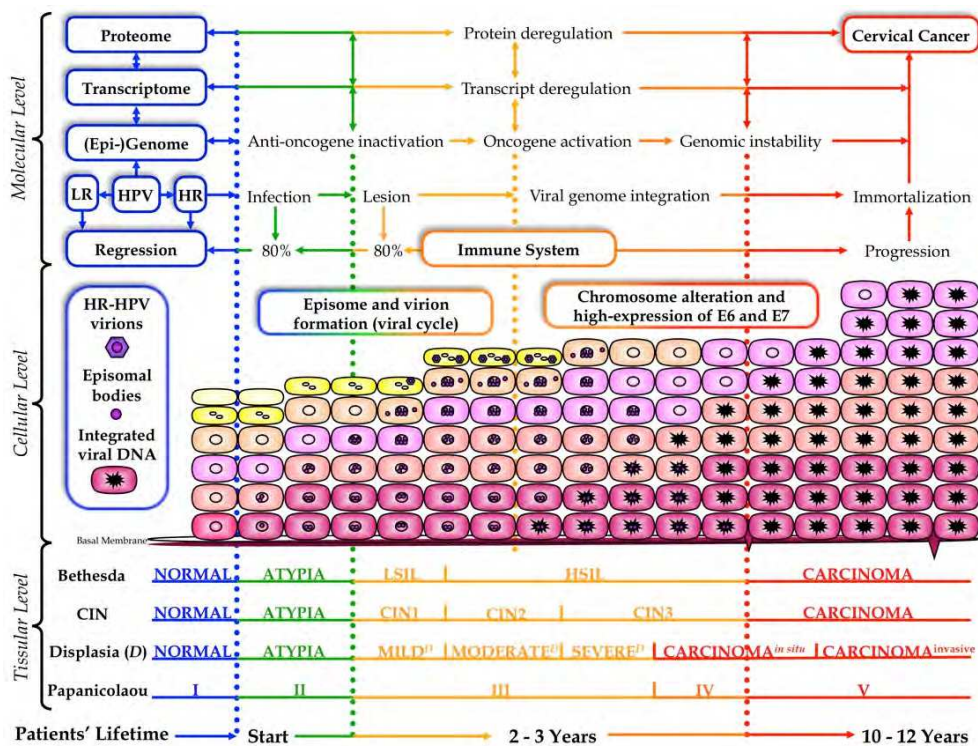 Molecular Level
Proteome
Protein deregulation
Cervical Cancer
Transcriptome
Transcript deregulation
(Epi-)Genome
Anti-oncogene inactivation
Oncogene activation
Genomic instability
LR
HPV
HR
Infection
Lesion
Viral genome integration
Immortalization
Regression
80%
80%
Immune System
Progression
Cellular Level
HR-HPV
virions
Episomal
bodies
Integrated
viral DNA
Episome and virion
formation (viral cycle)
Chromosome alteration and
high-expression of E6 and E7
Basal Membrane
Tissular Level
Bethesda
NORMAL
ATYPIA
LSIL
HSIL
CARCINOMA
CIN
NORMAL
ATYPIA
CIN1
CIN2
CIN3
CARCINOMA
Displasia (D)
NORMAL
ATYPIA
MILD D
MODERATE D
SEVERE D
CARCINOMA in situ
CARCINOMA invasive
Papanicolaou
I
II
III
IV
V
Patients' Lifetime
Start
2 - 3 Years
10 - 12 Years